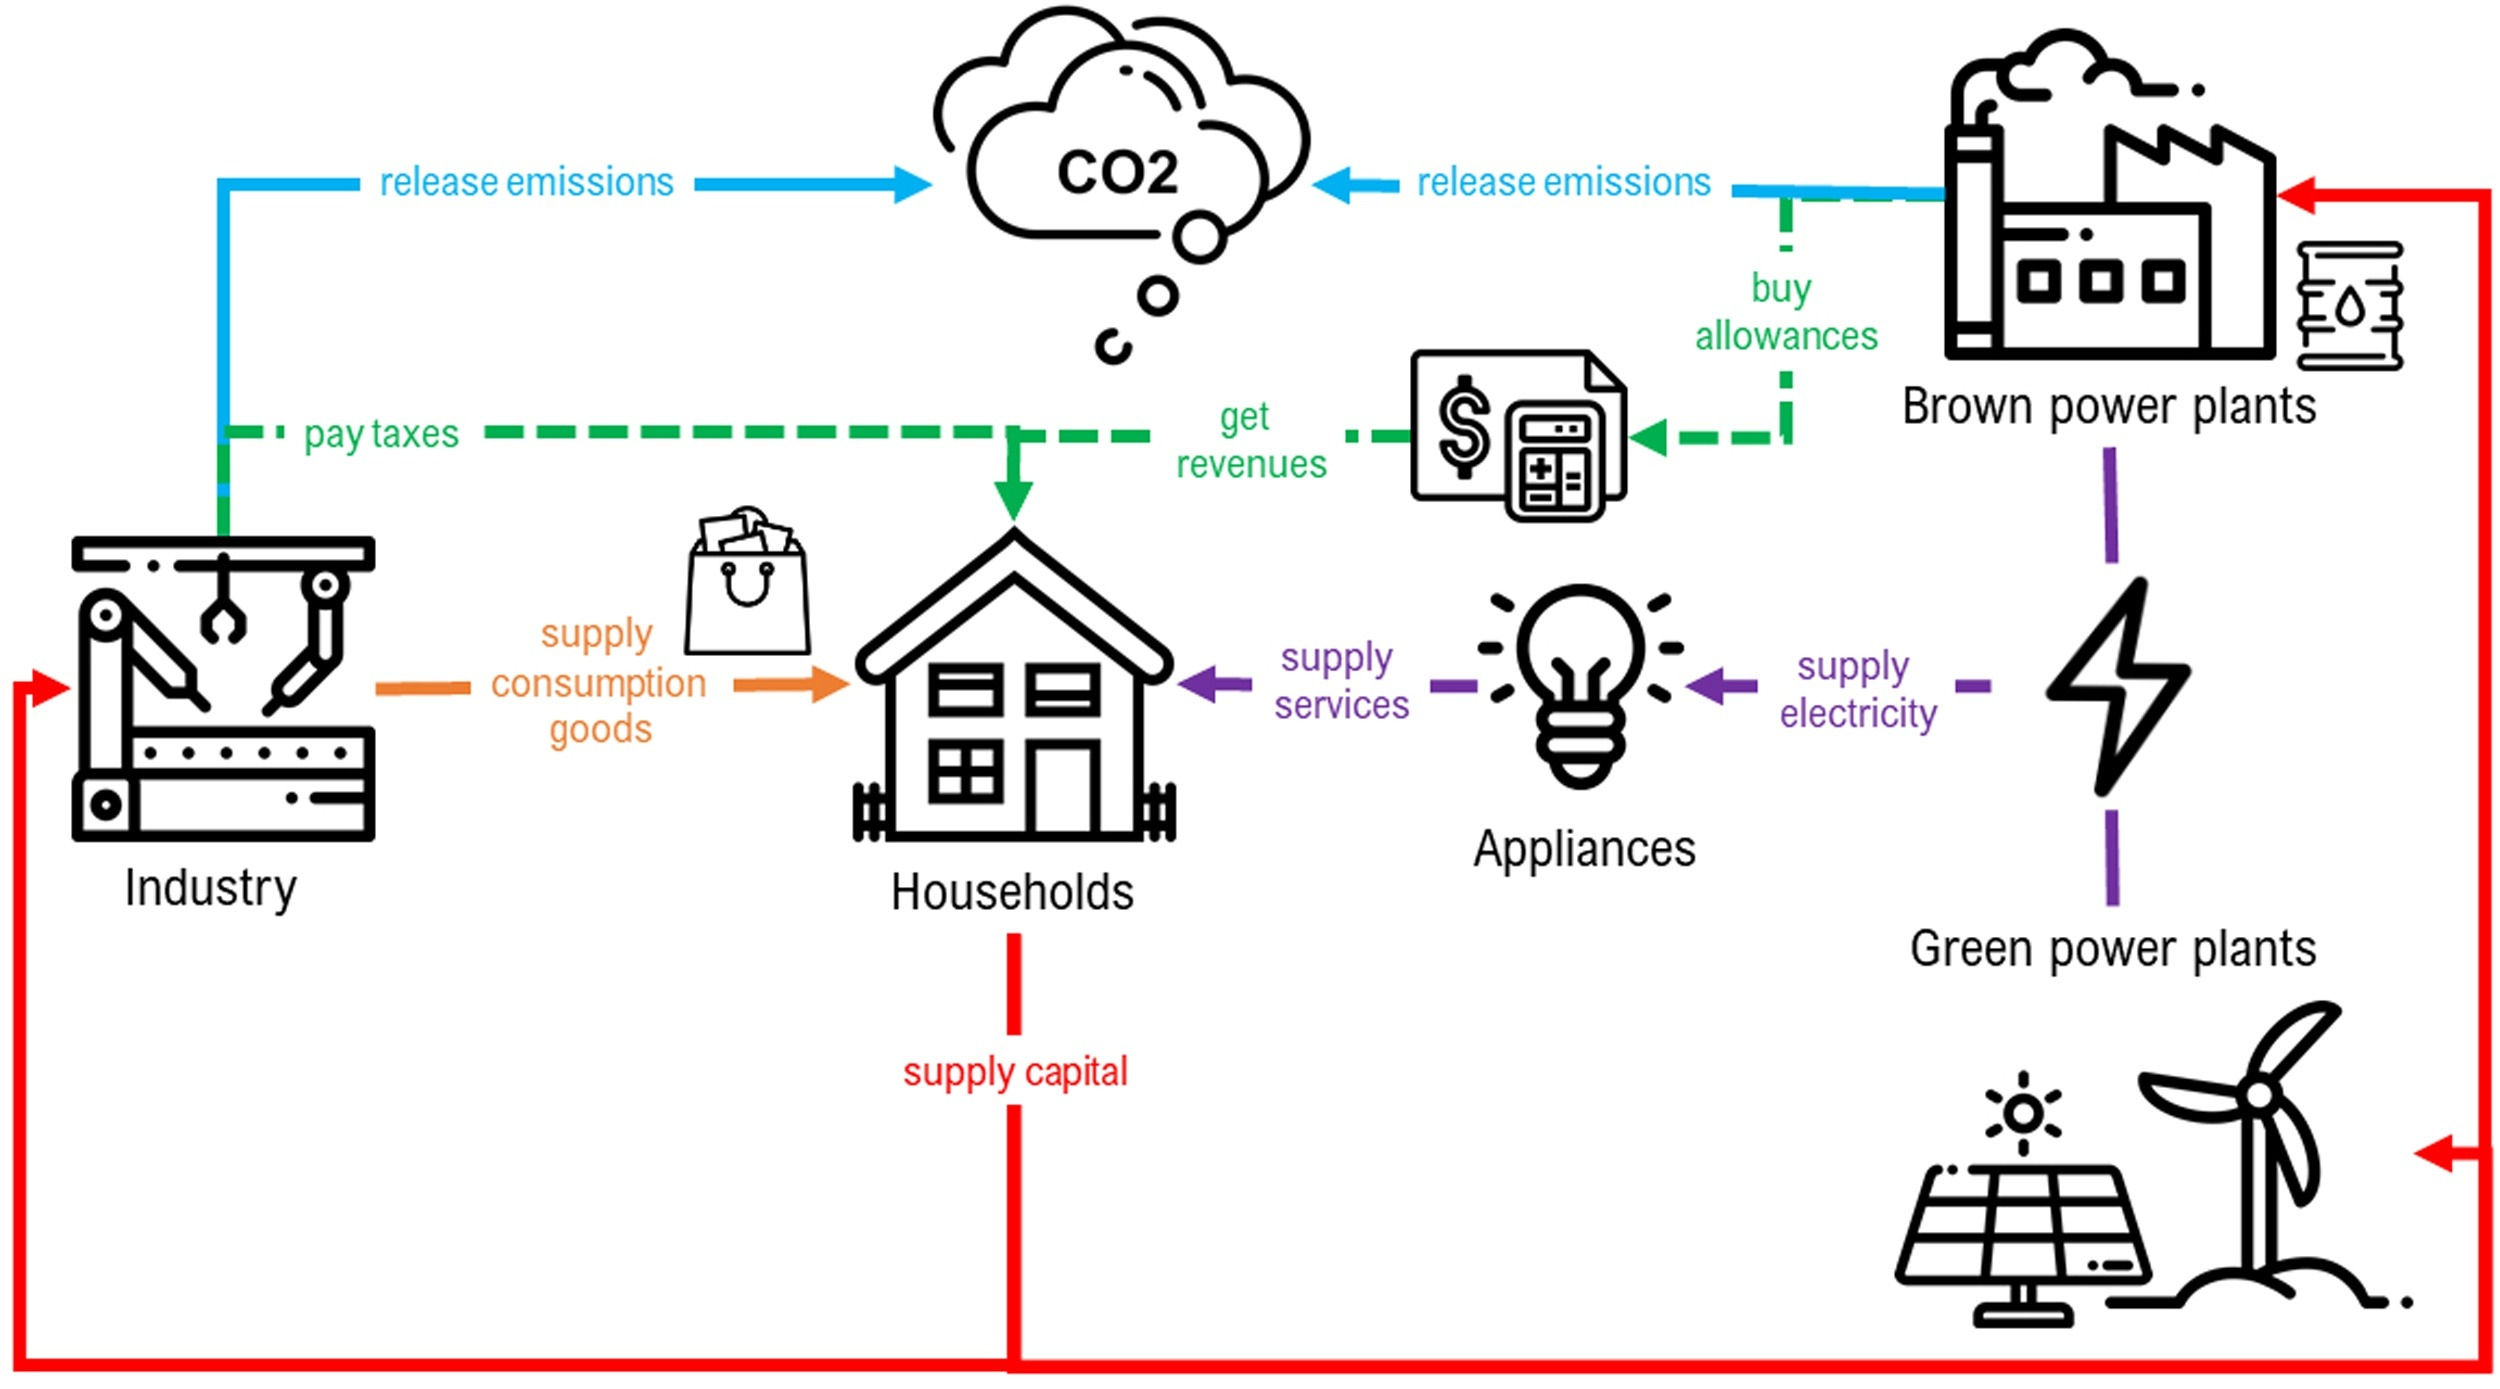 CO2
release emissions
release emissions
buy
allowances
Brown power plants
pay taxes
get
revenues
$
supply
consumption
goods
supply
services
supply
electricity
Appliances
Industry
Households
Green power plants
supply capital